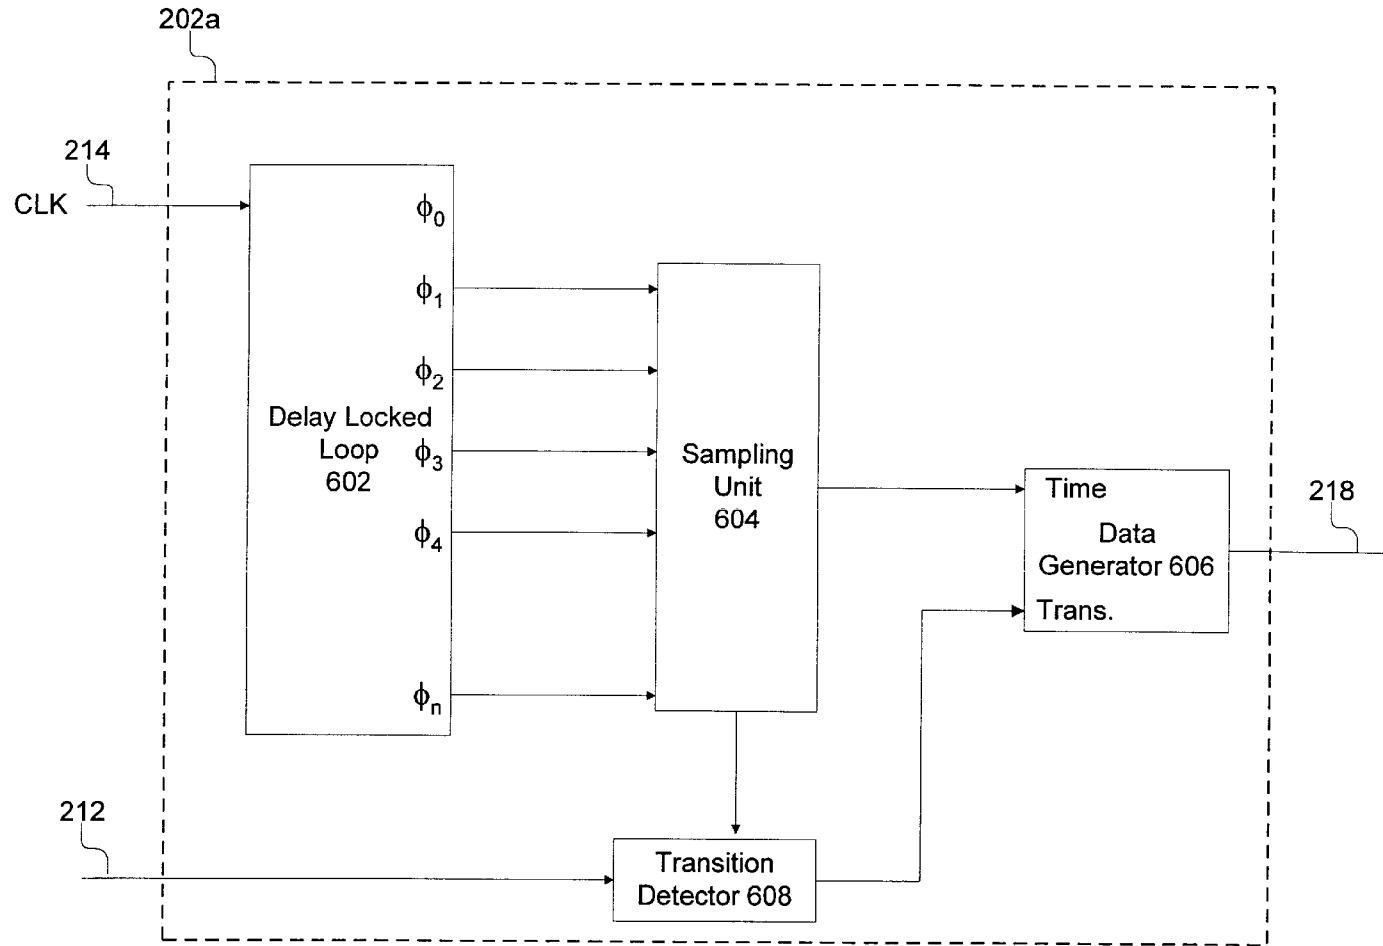 202a
214
CLK
ϕ0
ϕ1
ϕ2
Delay Locked
Loop
602
ϕ3
ϕ4
ϕn
Sampling
Unit
604
Time
Data
Generator 606
Trans.
218
212
Transition
Detector 608